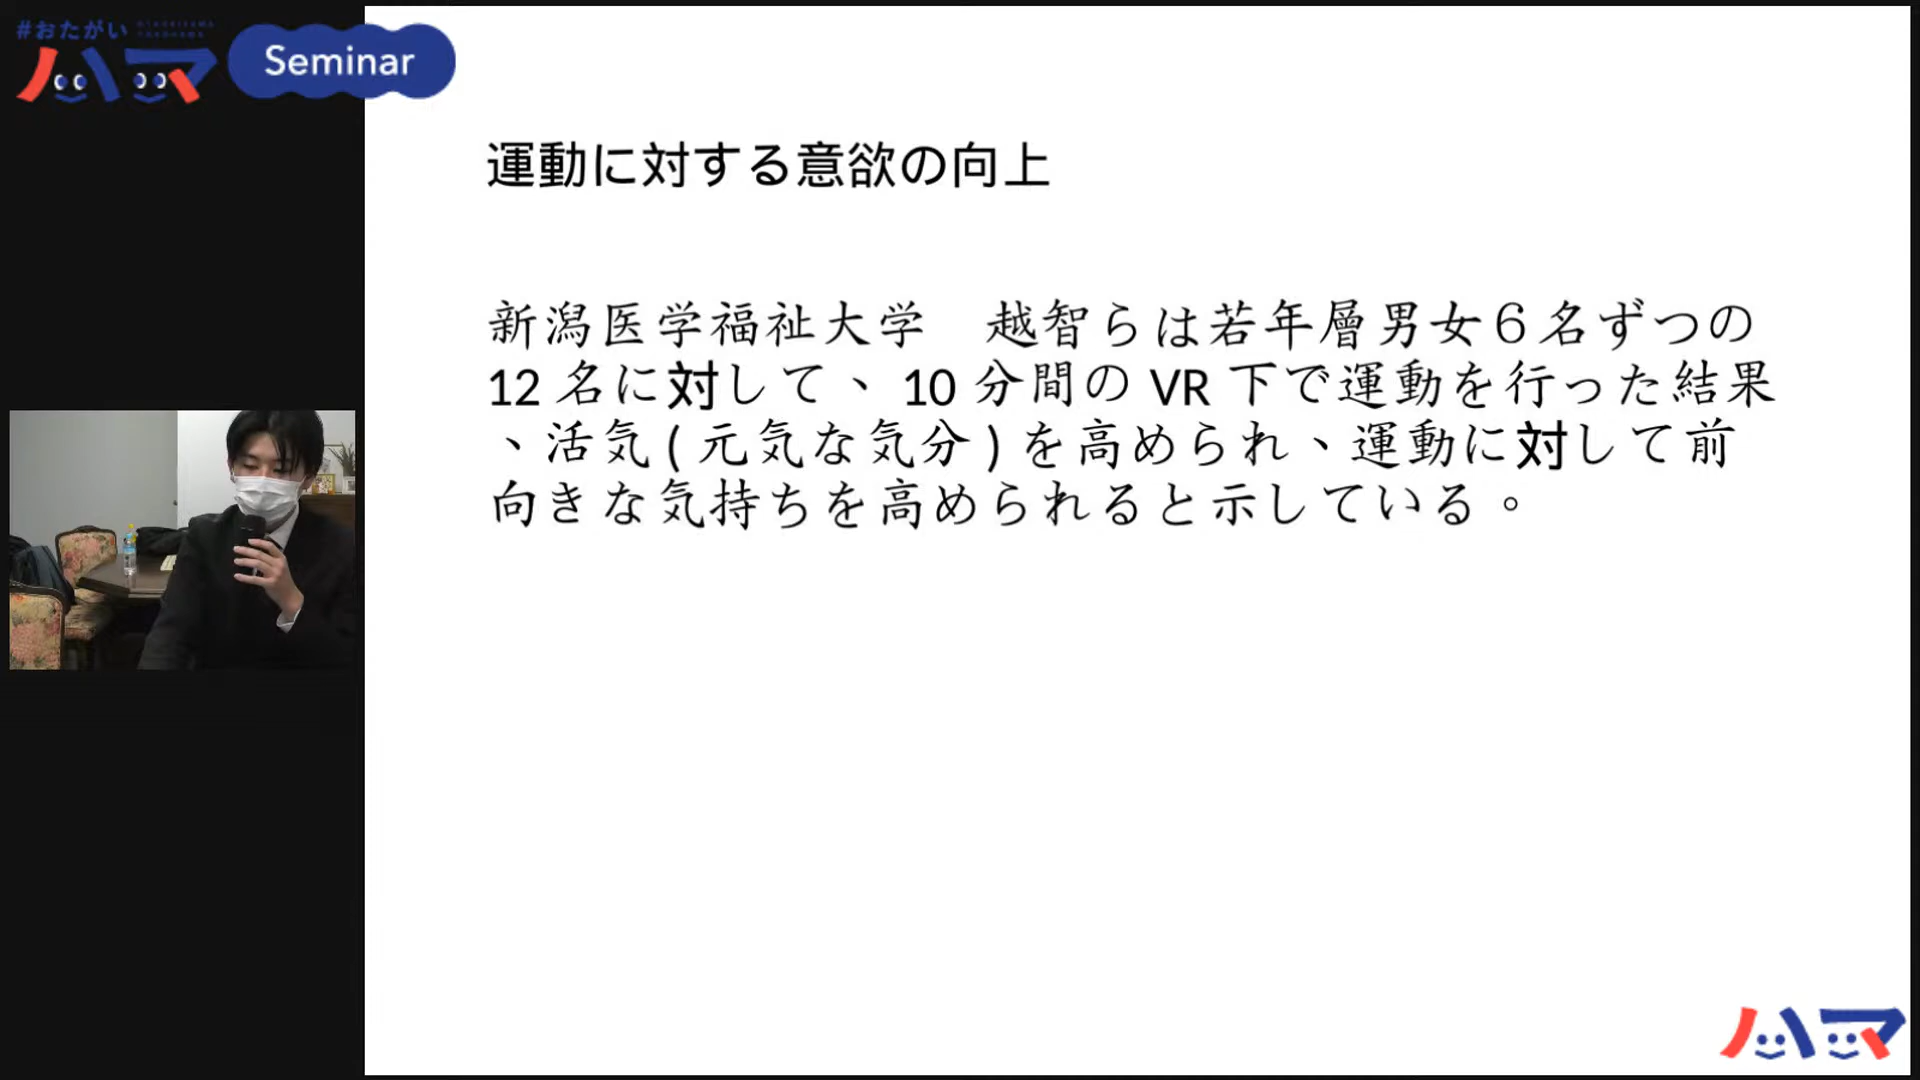 #おたがい
ハマ
Seminar
運動に対する意欲の向上
新潟医学福祉大学　越智らは若年層男女６名ずつの
12 名に対して、 10 分間の VR 下で運動を行った結果
、活気 ( 元気な気分 ) を高められ、運動に対して前
向きな気持ちを高められると示している。
ハマ